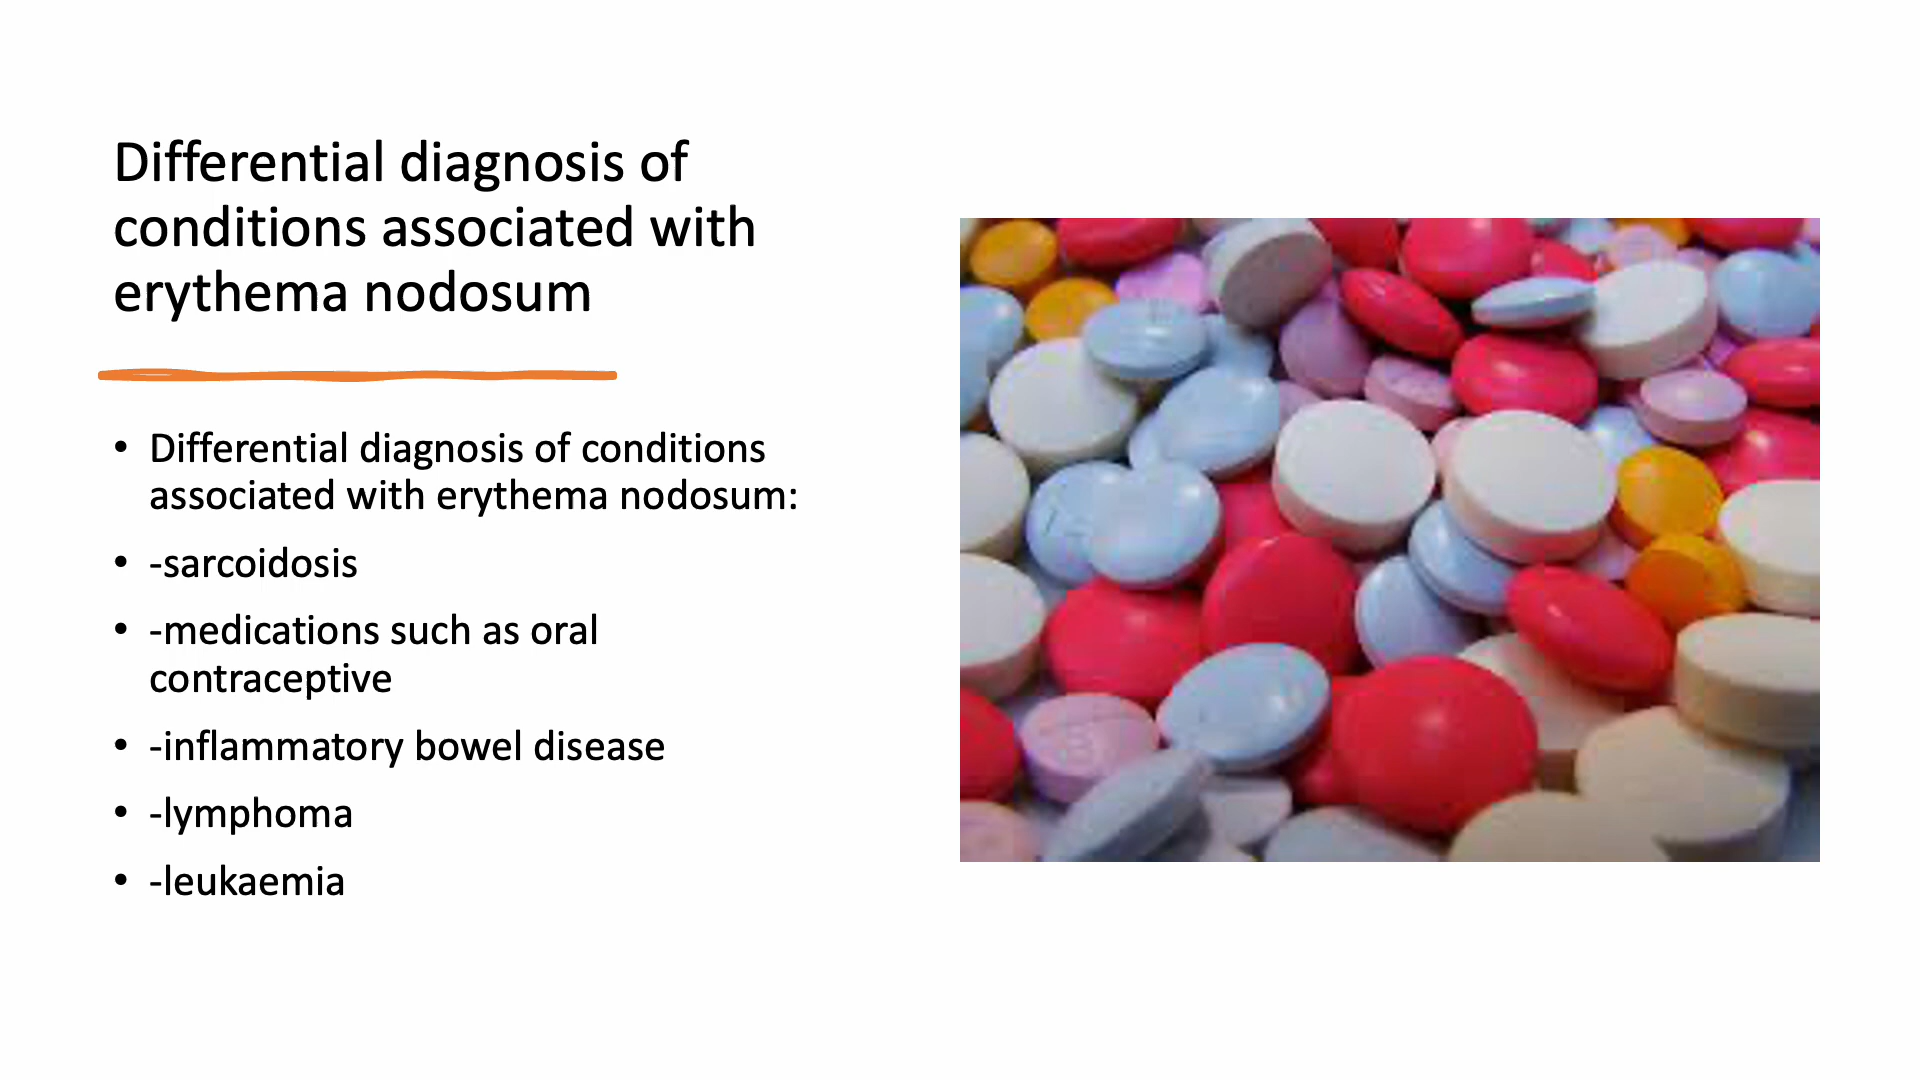 Differential diagnosis of
conditions associated with
erythema nodosum
• Differential diagnosis of conditions
associated with erythema nodosum:
• -sarcoidosis
• -medications such as oral
contraceptive
• -inflammatory bowel disease
• -lymphoma
• -leukaemia